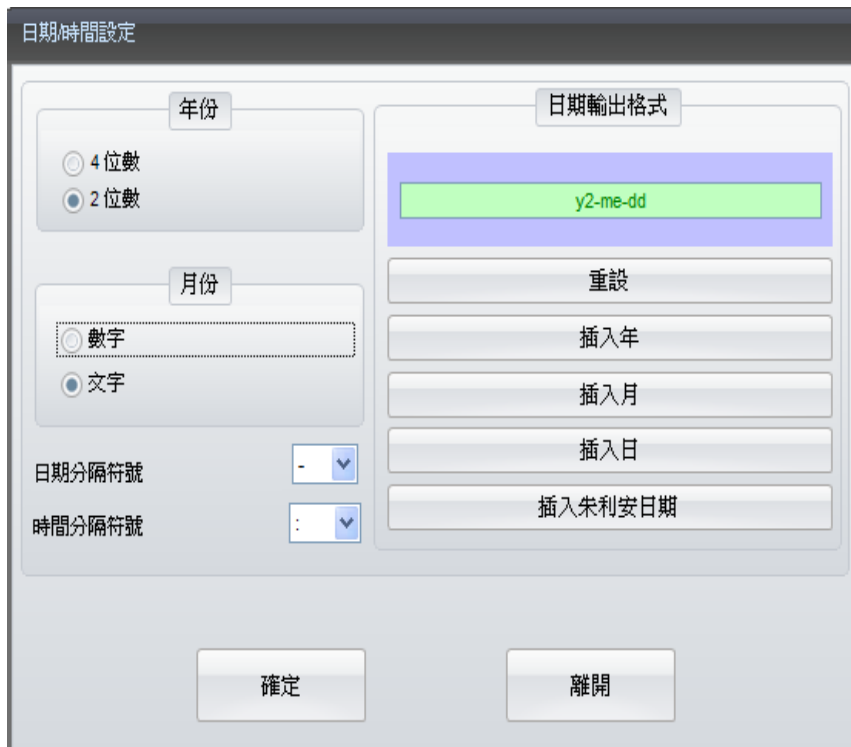 日期/時間設定
年份
4 位數
2 位數
月份
數字
文字
日期分隔符號
-
時間分隔符號
:
日期輸出格式
y2-me-dd
重設
插入年
插入月
插入日
插入朱利安日期
確定
離開